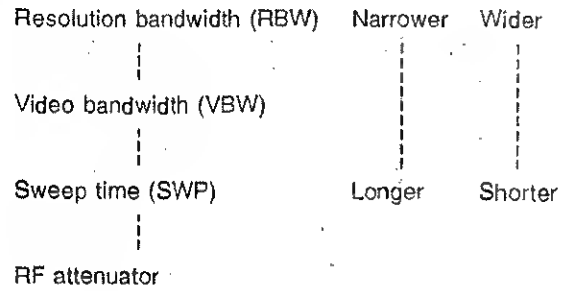 Resolution bandwidth (RBW) Narrower Wider
Video bandwidth (VBW)
Sweep time (SWP) Longer Shorter
RF attenuator